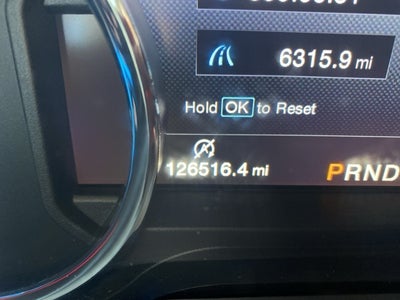 6315.9 mi
Hold OK to Reset
126516.4 mi
PRND